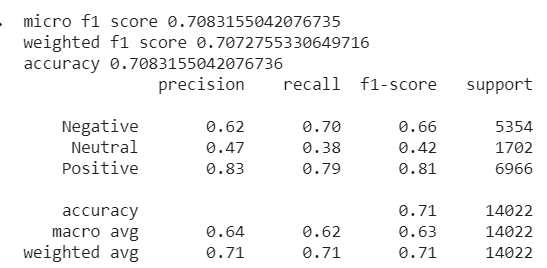 micro f1 score 0.7083155042076735
weighted f1 score 0.7072755330649716
accuracy 0.7083155042076736
precision recall f1-score support
Negative 0.62 0.70 0.66 5354
Neutral 0.47 0.38 0.42 1702
Positive 0.83 0.79 0.81 6966
accuracy 0.71 14022
macro avg 0.64 0.62 0.63 14022
weighted avg 0.71 0.71 0.71 14022